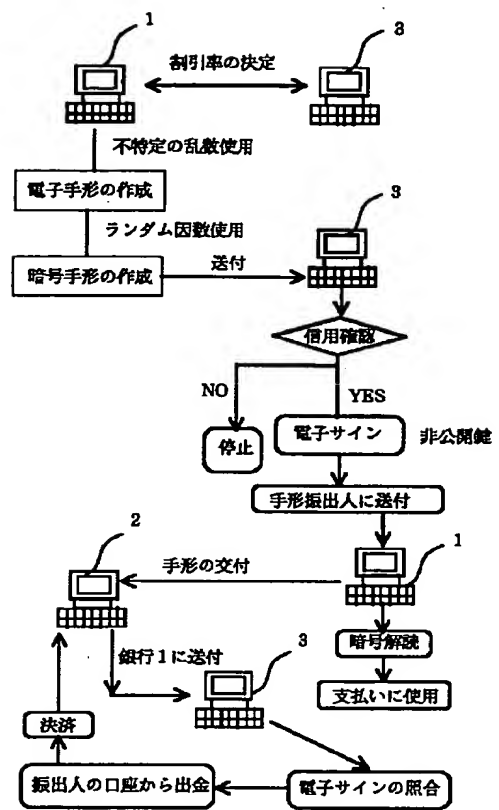 1
3
割引率の決定
不特定の乱数使用
電子手形の作成
3
ランダム因数使用
送付
暗号手形の作成
信用確認
NO
YES
停止
電子サイン
非公開鍵
手形振出人に送付
2
1
手形の交付
暗号解読
銀行1に送付
3
支払いに使用
決済
振出人の口座から出金
電子サインの照合